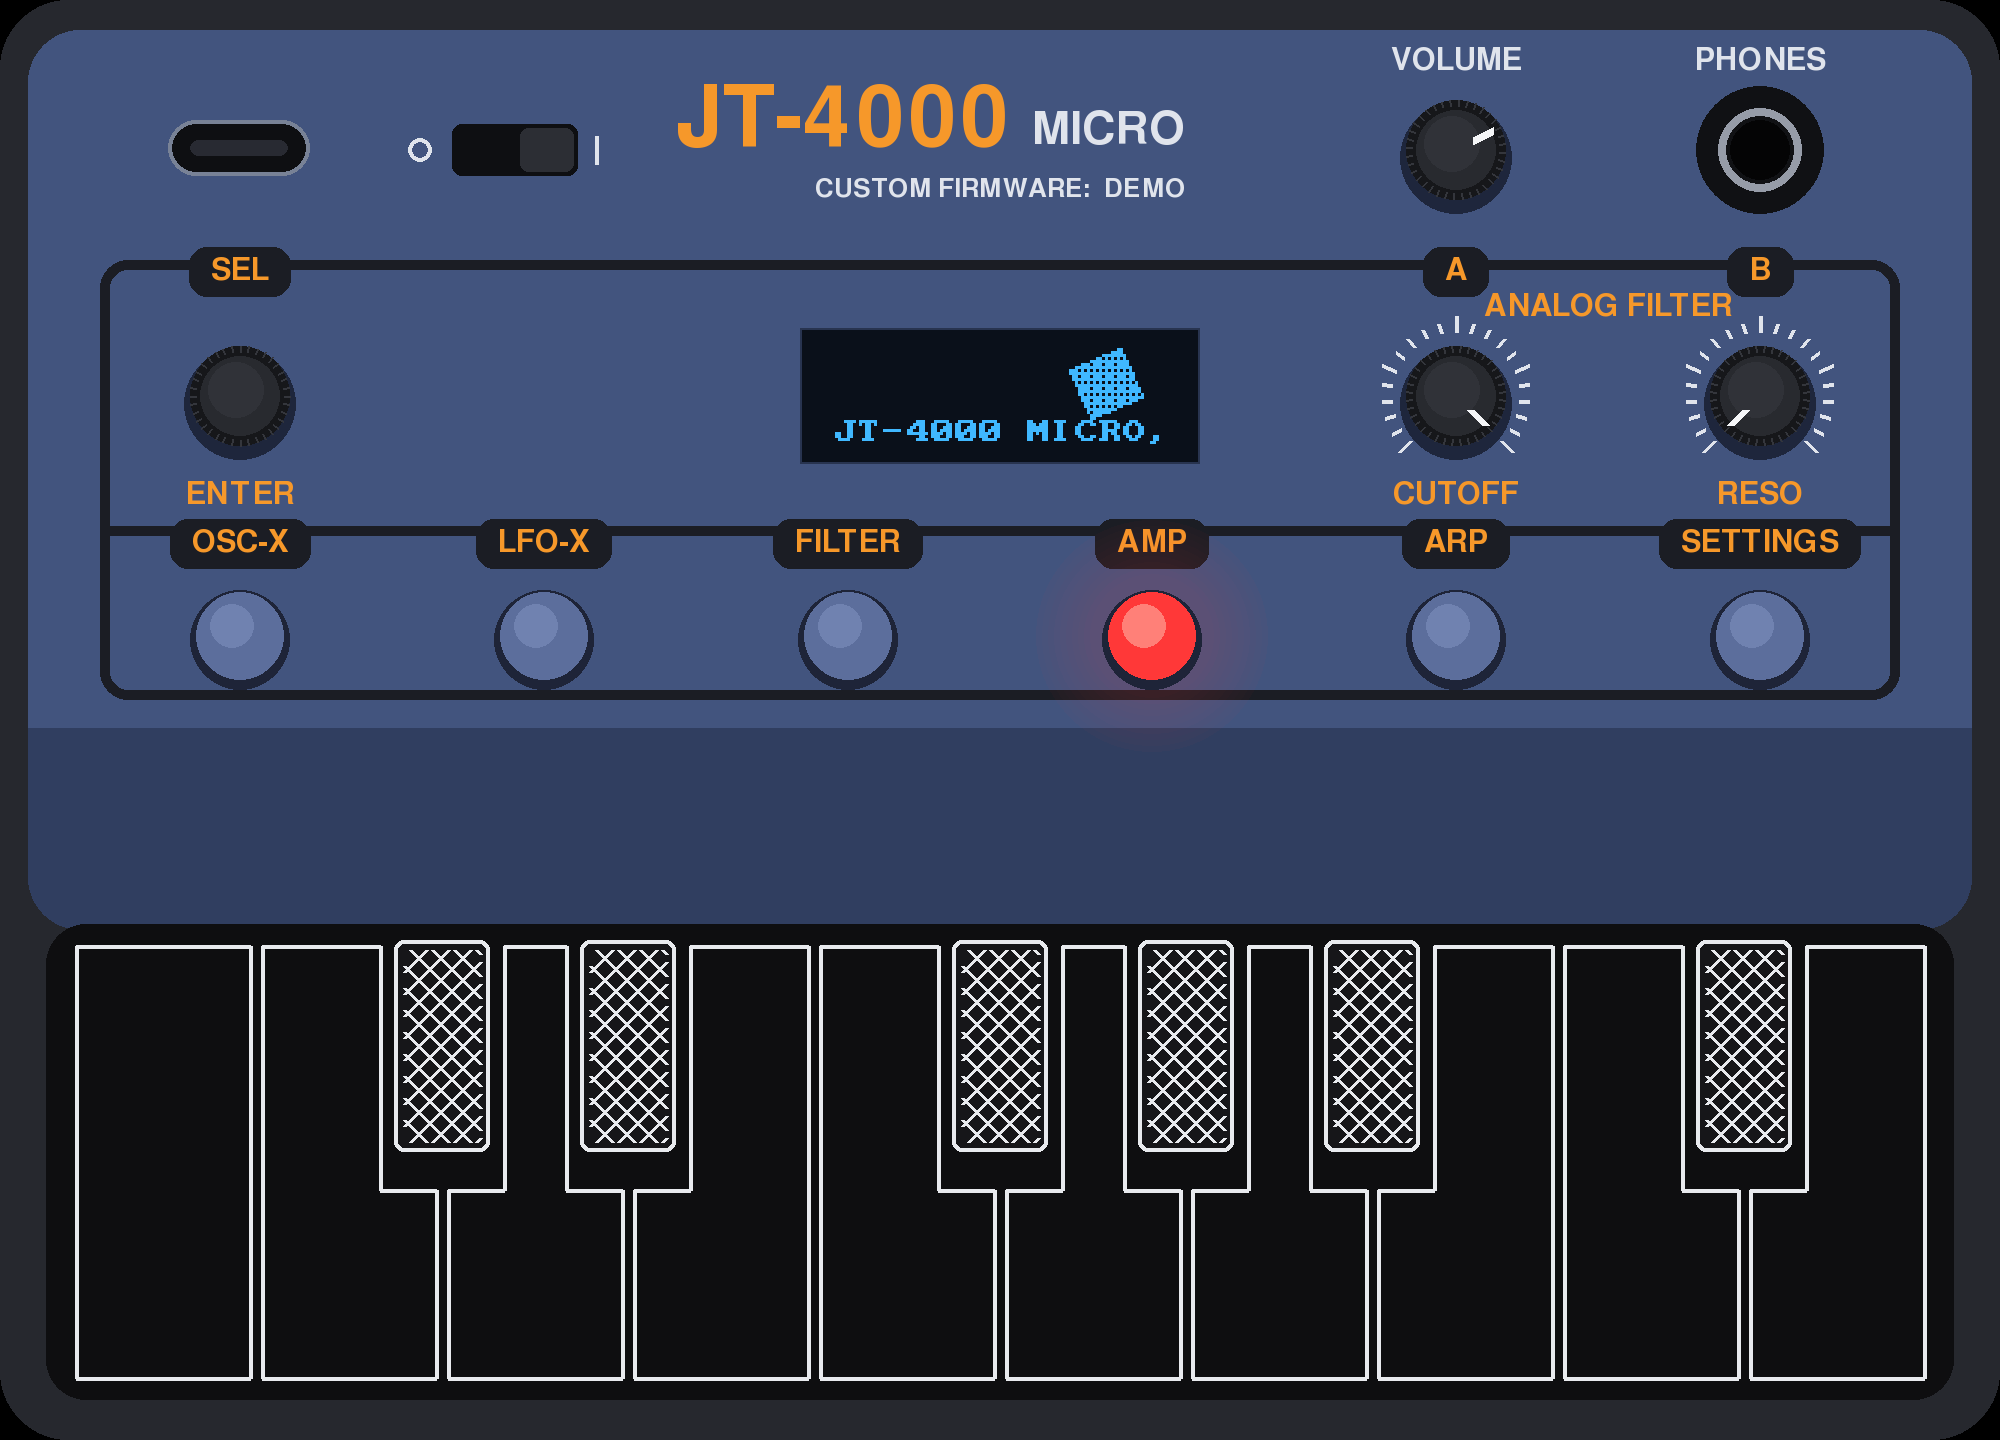 VOLUME
PHONES
JT-4000 MICRO
CUSTOM FIRMWARE: DEMO
SEL
A
B
ANALOG FILTER
JT-4000 MICRO,
ENTER
CUTOFF
RESO
OSC-X
LFO-X
FILTER
AMP
ARP
SETTINGS